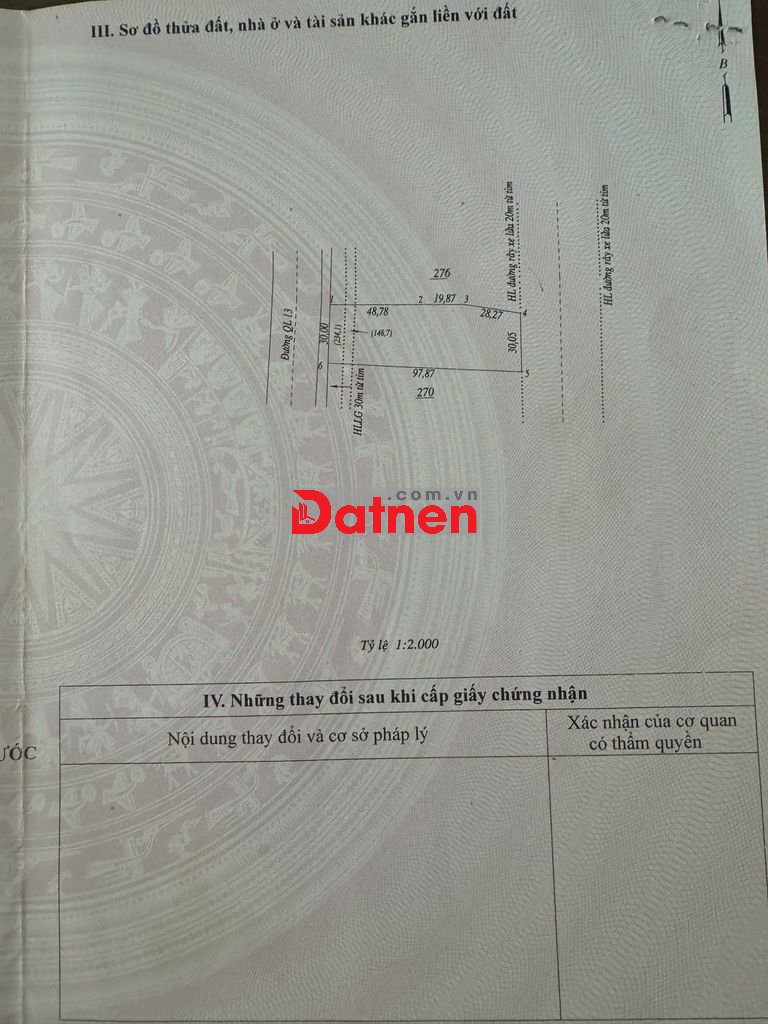 III. Sơ đồ thửa đất, nhà ở và tài sản khác gắn liền với đất
B
HL đường rầy xe lửa 20m từ tim
HL đường rầy xe lửa 20m từ tim
276
1
2
19,87
3
48,78
28,27
4
Đường QL 13
30,00
(234,1)
(148,7)
30,05
6
97,87
5
270
HLLG 30m từ tim
.com.vn
Datnen
Tỷ lệ 1:2.000
IV. Những thay đổi sau khi cấp giấy chứng nhận
Nội dung thay đổi và cơ sở pháp lý
Xác nhận của cơ quan
có thẩm quyền
ƯỚC